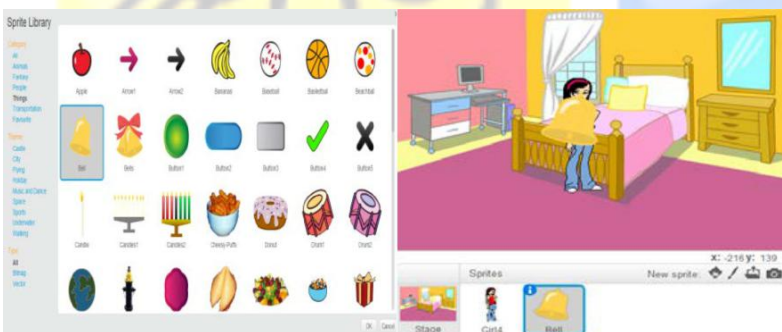 Sprite Library
Category
All
Animals
Fantasy
People
Things
Transportation
Theme
Castle
City
Flying
Holiday
Music and Dance
Space
Sports
Underwater
Walking
Type
All
Bitmap
Vector
Apple Arrow1 Arrow2 Bananas Baseball Basketball Beachball
Bell Bells Button1 Button2 Button3 Button4 Button5
Candle Candles1 Candles2 Cheesy Puffs Donut Drum1 Drum2
OK Cancel
x: -216 y: 139
Sprites New sprite:
Stage Girl4 Bell